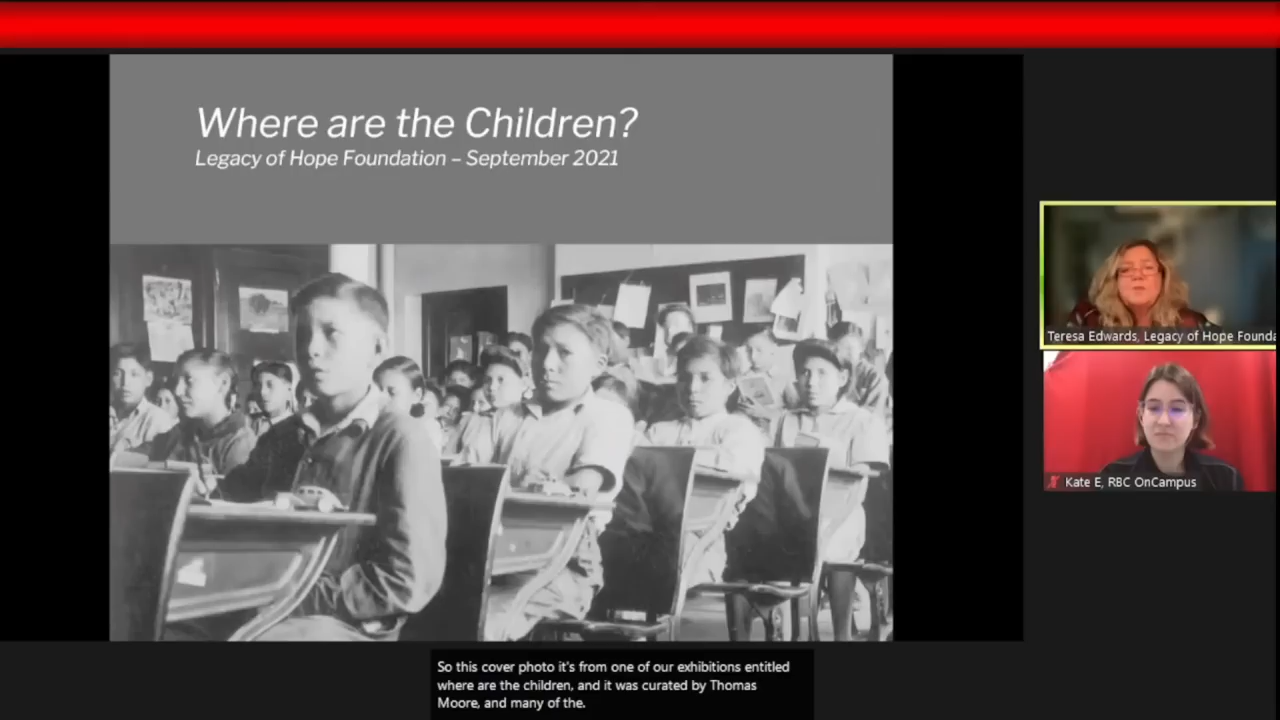 Where are the Children?
Legacy of Hope Foundation – September 2021
Teresa Edwards, Legacy of Hope Founda
Kate E, RBC OnCampus
So this cover photo it's from one of our exhibitions entitled
where are the children, and it was curated by Thomas
Moore, and many of the.